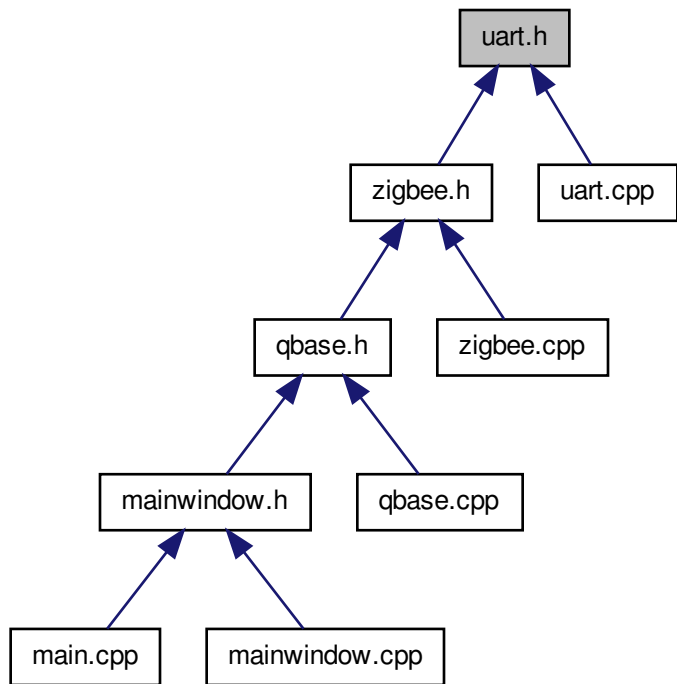 uart.h
zigbee.h
uart.cpp
qbase.h
zigbee.cpp
mainwindow.h
qbase.cpp
main.cpp
mainwindow.cpp